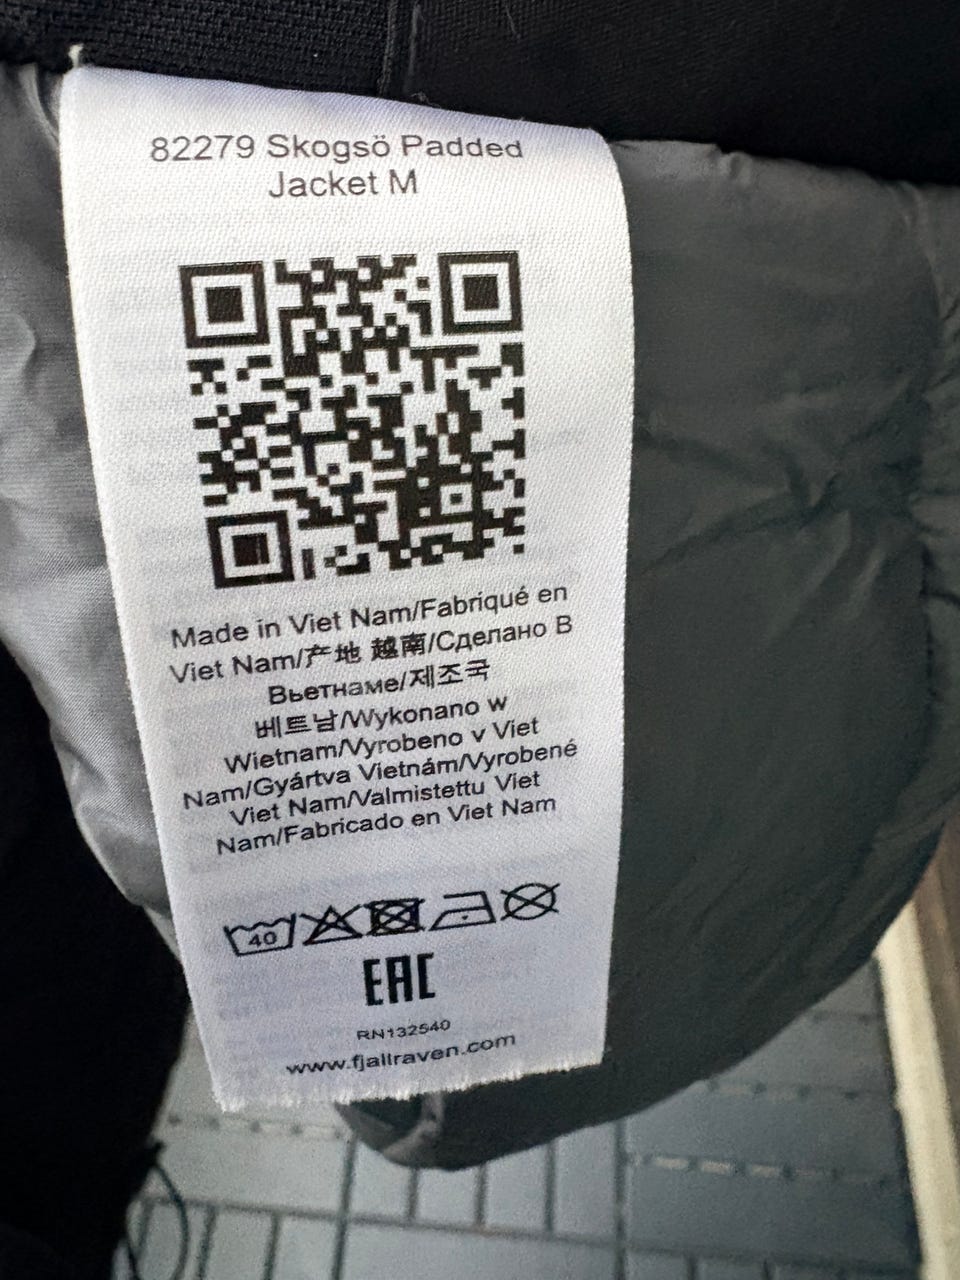 82279 Skogsö Padded
Jacket M
Made in Viet Nam/Fabriqué en
Viet Nam/产地 越南/Сделано В
Вьетнаме/제조국
베트남/Wykonano w
Wietnam/Vyrobeno v Viet
Nam/Gyártva Vietnám/Vyrobené
Viet Nam/Valmistettu Viet
Nam/Fabricado en Viet Nam
40
EAC
RN132540
www.fjallraven.com